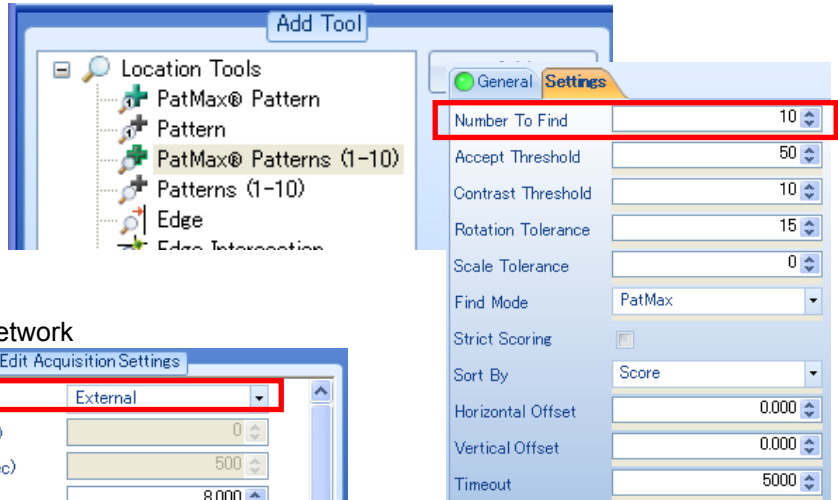 Add Tool
Location Tools
PatMax® Pattern
Pattern
PatMax® Patterns (1-10)
Patterns (1-10)
Edge
Edge Intersection
General Settings
Number To Find 10
Accept Threshold 50
Contrast Threshold 10
Rotation Tolerance 15
Scale Tolerance 0
Find Mode PatMax
Strict Scoring
Sort By Score
Horizontal Offset 0.000
Vertical Offset 0.000
Timeout 5000
etwork
Edit Acquisition Settings
External
) 0
ec) 500
8.000